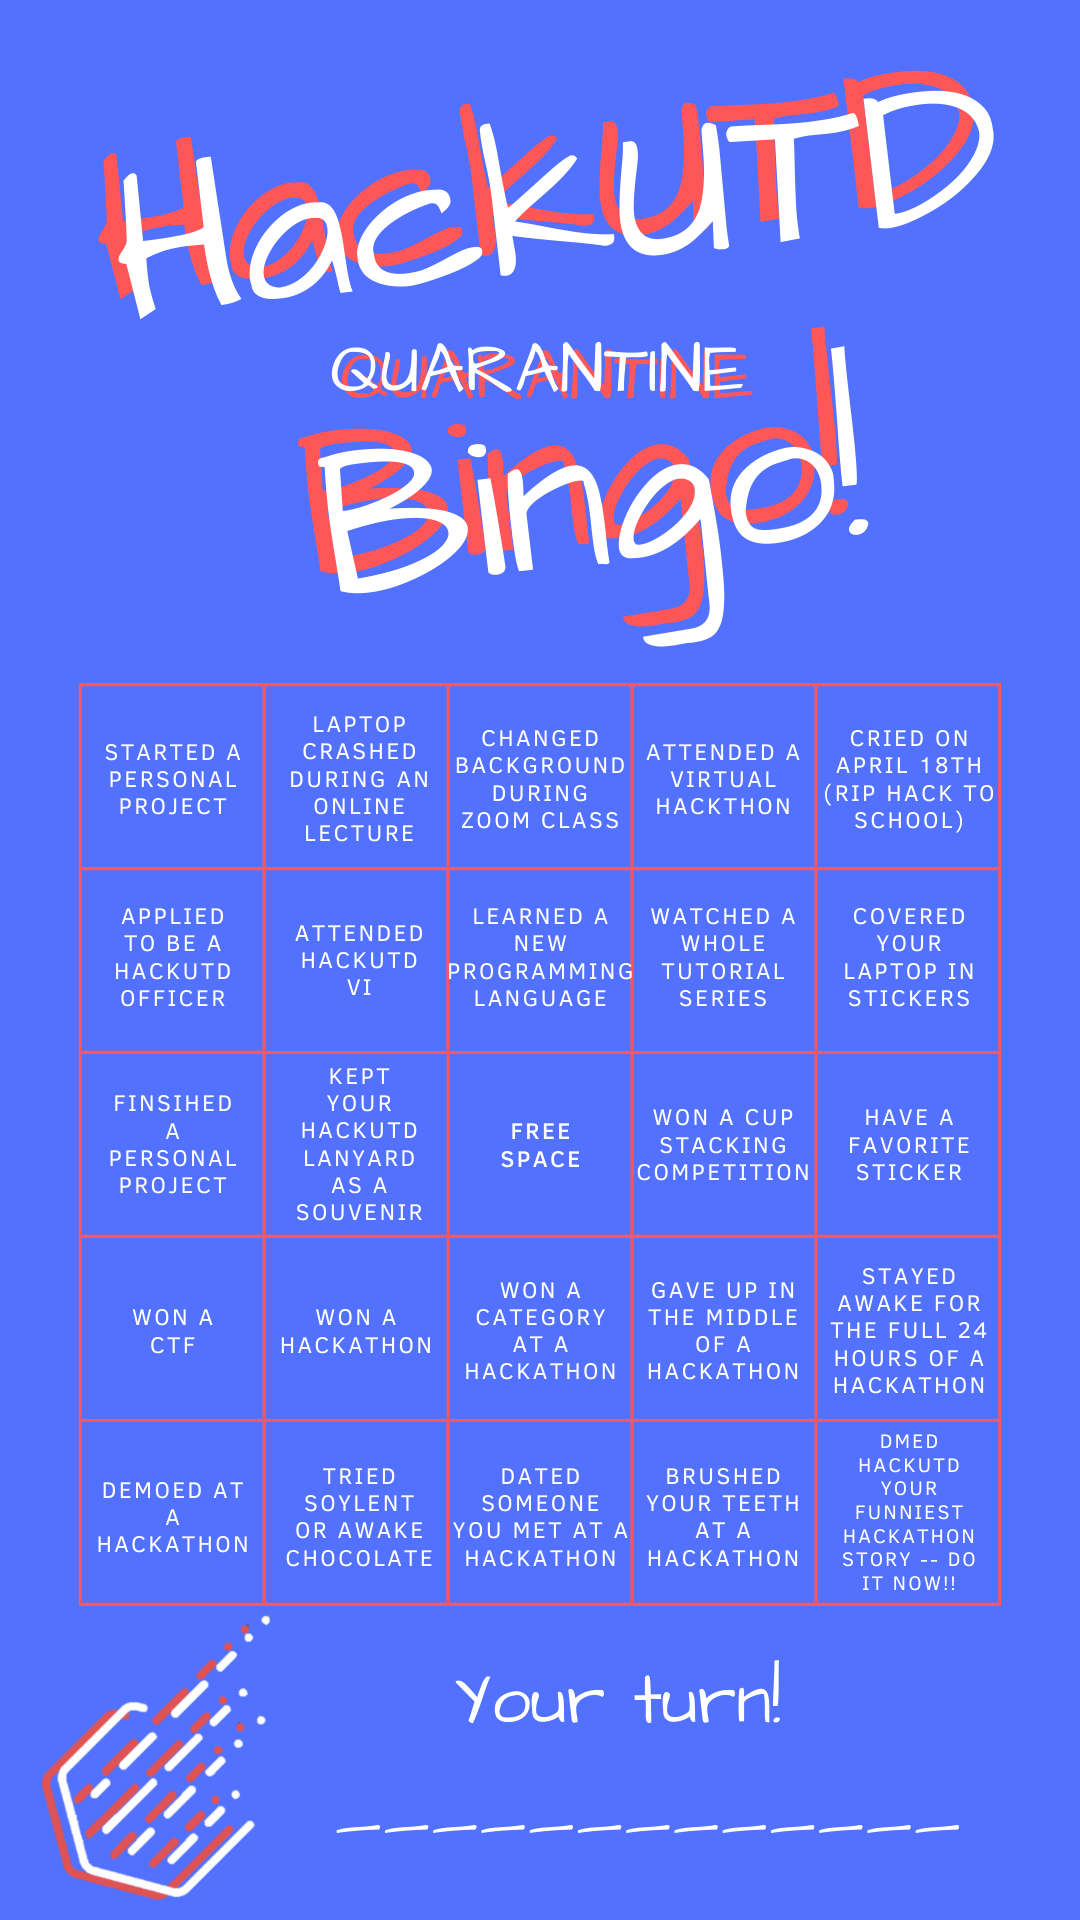 HackUTD
QUARANTINE
Bingo!
STARTED A
PERSONAL
PROJECT
LAPTOP
CRASHED
DURING AN
ONLINE
LECTURE
CHANGED
BACKGROUND
DURING
ZOOM CLASS
ATTENDED A
VIRTUAL
HACKTHON
CRIED ON
APRIL 18TH
(RIP HACK TO
SCHOOL)
APPLIED
TO BE A
HACKUTD
OFFICER
ATTENDED
HACKUTD
VI
LEARNED A
NEW
PROGRAMMING
LANGUAGE
WATCHED A
WHOLE
TUTORIAL
SERIES
COVERED
YOUR
LAPTOP IN
STICKERS
FINSIHED
A
PERSONAL
PROJECT
KEPT
YOUR
HACKUTD
LANYARD
AS A
SOUVENIR
FREE
SPACE
WON A CUP
STACKING
COMPETITION
HAVE A
FAVORITE
STICKER
WON A
CTF
WON A
HACKATHON
WON A
CATEGORY
AT A
HACKATHON
GAVE UP IN
THE MIDDLE
OF A
HACKATHON
STAYED
AWAKE FOR
THE FULL 24
HOURS OF A
HACKATHON
DEMOED AT
A
HACKATHON
TRIED
SOYLENT
OR AWAKE
CHOCOLATE
DATED
SOMEONE
YOU MET AT A
HACKATHON
BRUSHED
YOUR TEETH
AT A
HACKATHON
DMED
HACKUTD
YOUR
FUNNIEST
HACKATHON
STORY -- DO
IT NOW!!
Your turn!
_____________